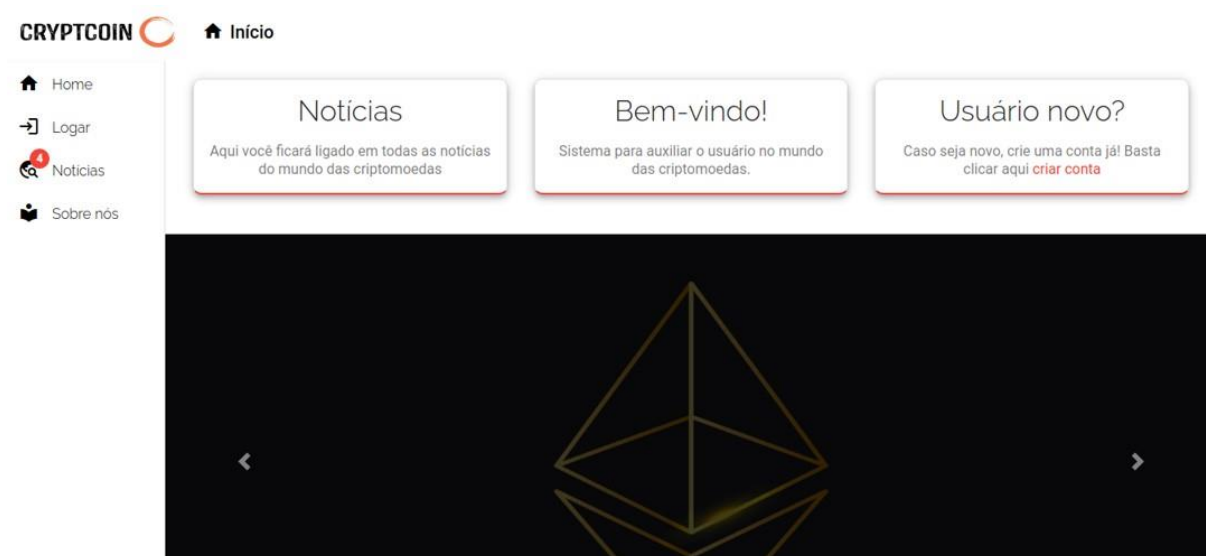 CRYPTCOIN
Início
Home
Logar
4
Notícias
Sobre nós
Notícias
Aqui você ficará ligado em todas as notícias
do mundo das criptomoedas
Bem-vindo!
Sistema para auxiliar o usuário no mundo
das criptomoedas.
Usuário novo?
Caso seja novo, crie uma conta já! Basta
clicar aqui criar conta